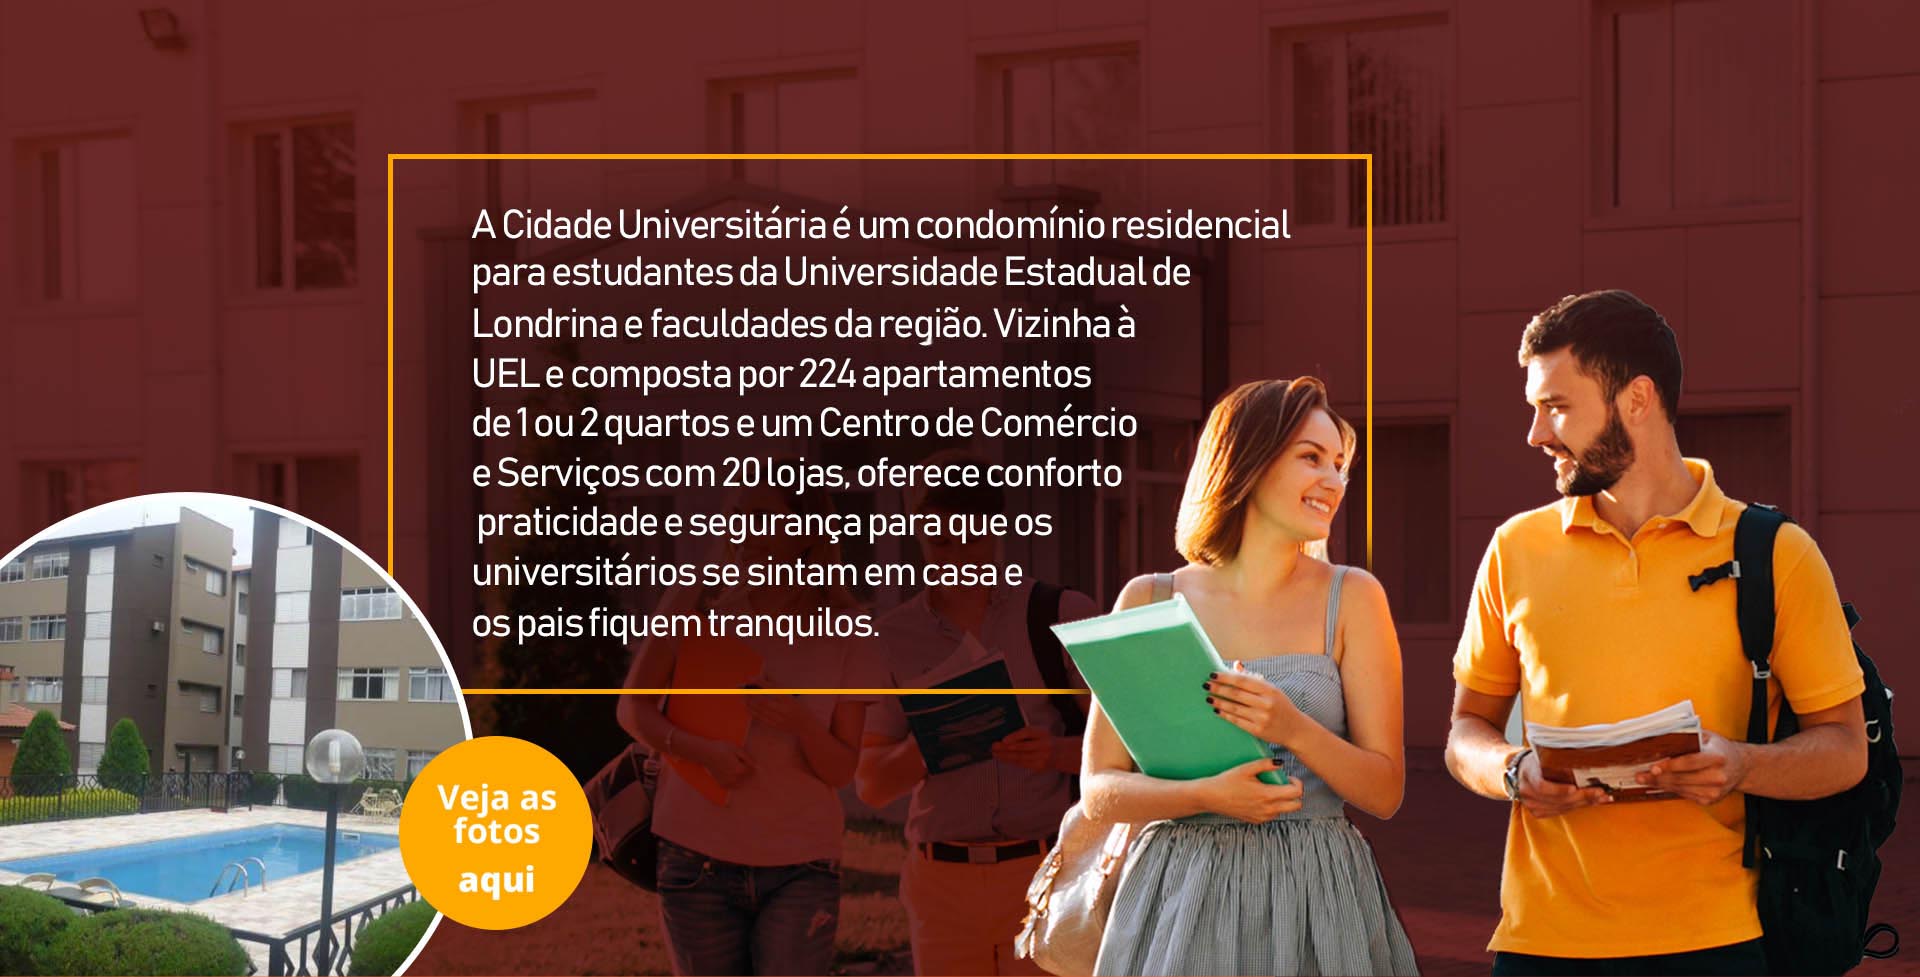 A Cidade Universitária é um condomínio residencial
para estudantes da Universidade Estadual de
Londrina e faculdades da região. Vizinha à
UEL e composta por 224 apartamentos
de 1 ou 2 quartos e um Centro de Comércio
e Serviços com 20 lojas, oferece conforto
praticidade e segurança para que os
universitários se sintam em casa e
os pais fiquem tranquilos.
Veja as
fotos
aqui